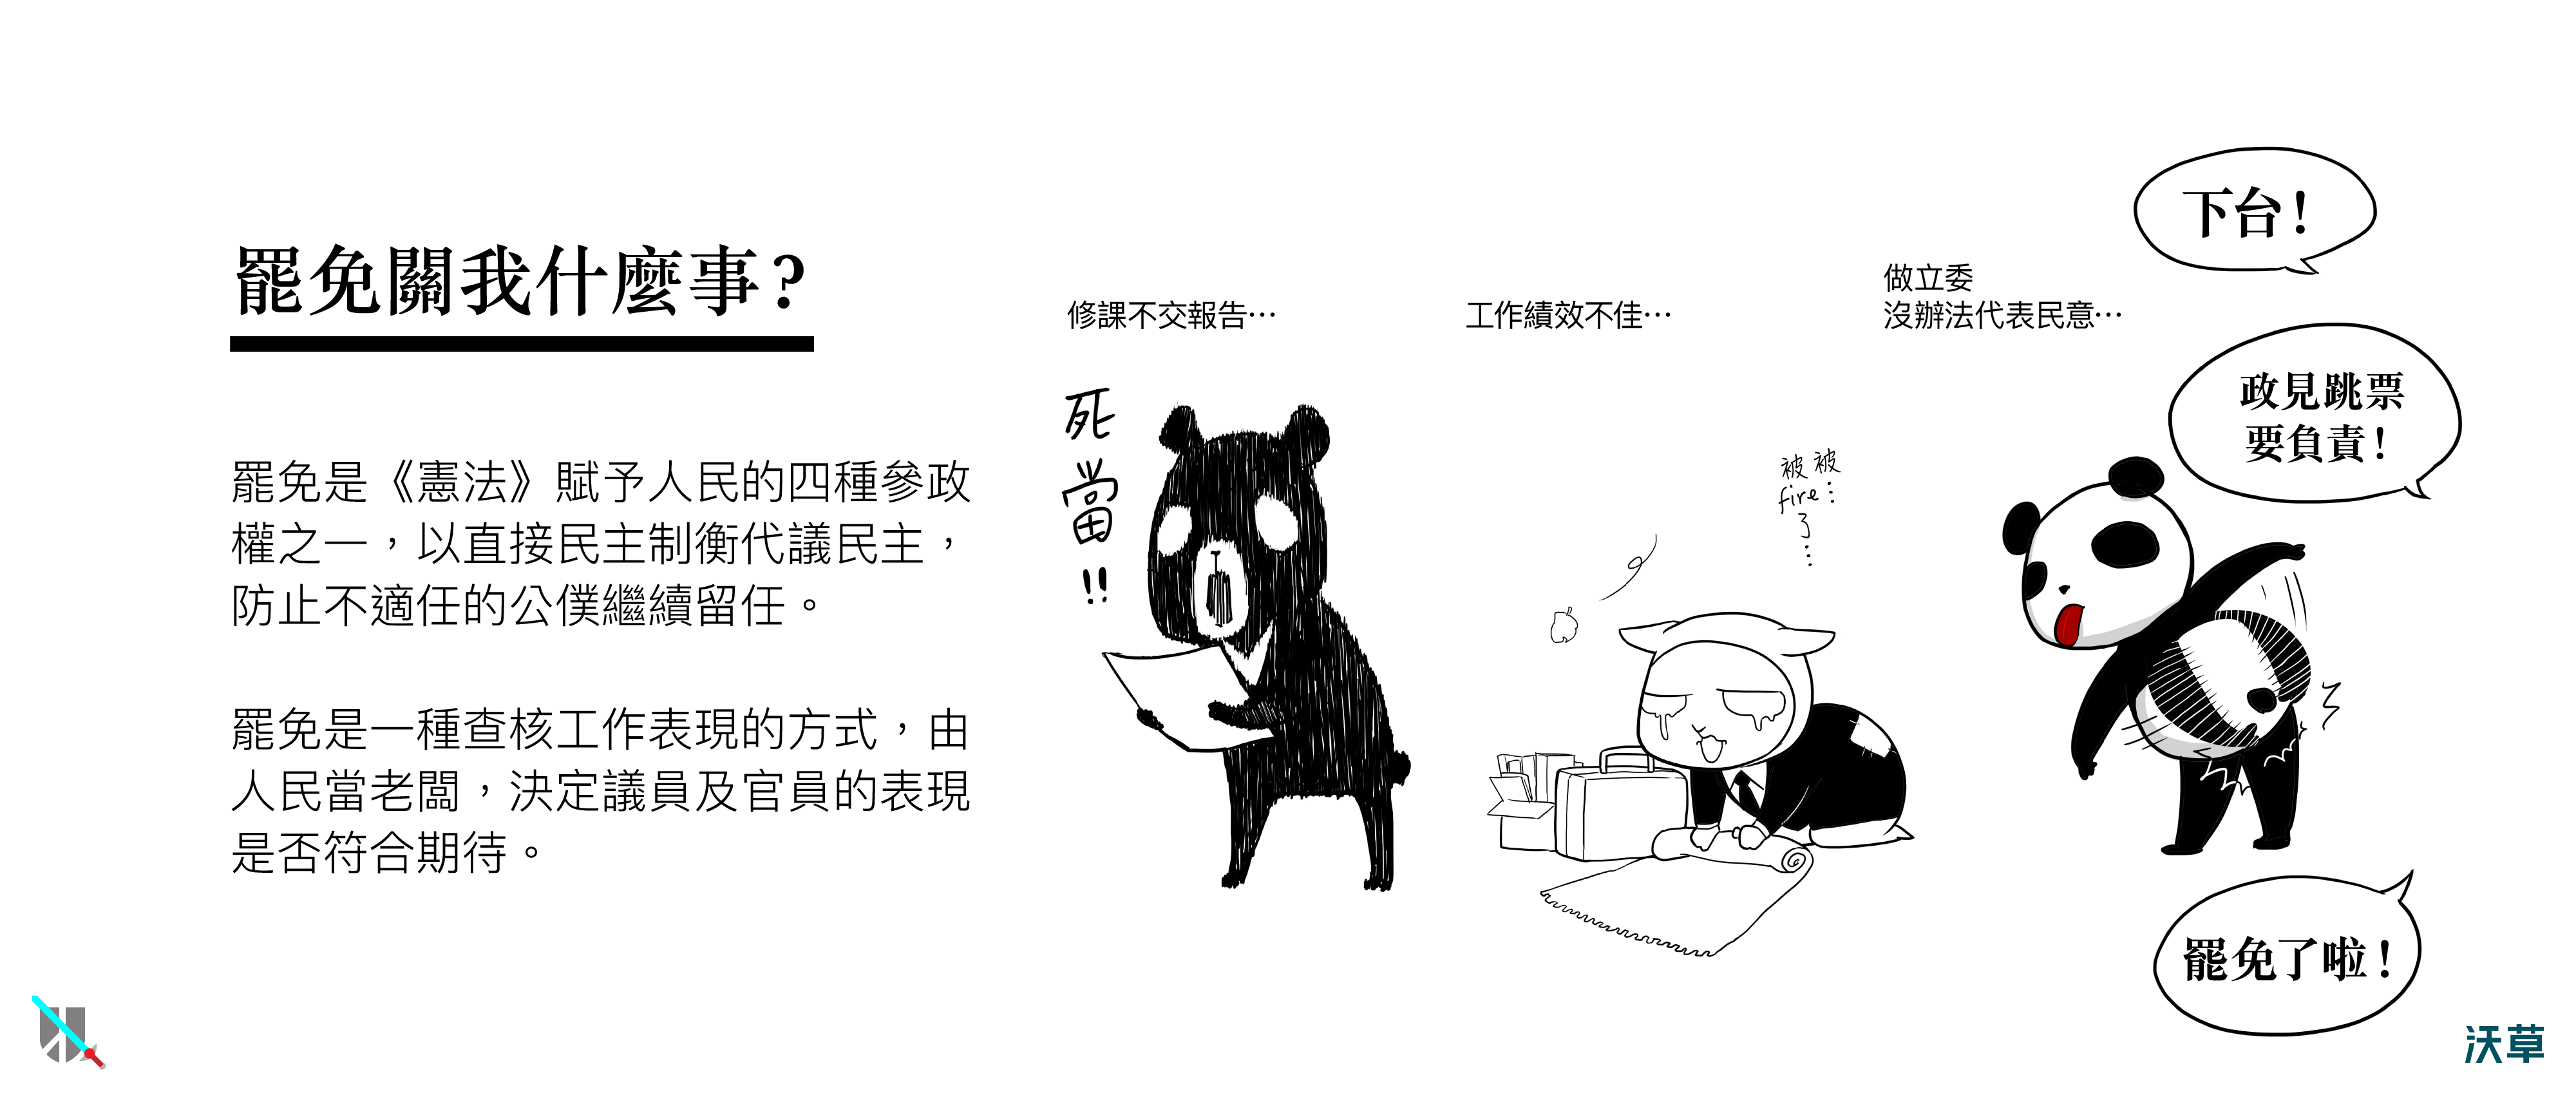 罷免關我什麼事？
罷免是《憲法》賦予人民的四種參政
權之一，以直接民主制衡代議民主，
防止不適任的公僕繼續留任。
罷免是一種查核工作表現的方式，由
人民當老闆，決定議員及官員的表現
是否符合期待。
修課不交報告…
死當!!
工作績效不佳…
被…
被fire了…
做立委
沒辦法代表民意…
下台！
政見跳票
要負責！
罷免了啦！
沃草